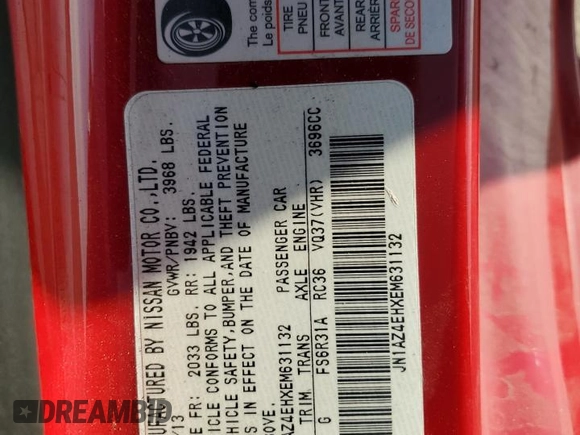 The com
Le poids
TIRE
PNEU
FRONT
AVANT
REAR
ARRIÈRE
SPARE
DE SECO
BY NISSAN MOTOR CO.,LTD.
/13 GVWR/PNBV: 3968 LBS.
FR: 2033 LBS. RR: 1942 LBS.
CONFORMS TO ALL APPLICABLE FEDERAL
VEHICLE SAFETY,BUMPER,AND THEFT PREVENTION
IN EFFECT ON THE DATE OF MANUFACTURE
AZ4EHXEM631132 PASSENGER CAR
TRIM TRANS AXLE ENGINE
G FS6R31A RC36 VQ37(VHR) 3696CC
JN1AZ4EHXEM631132
DREAMBID